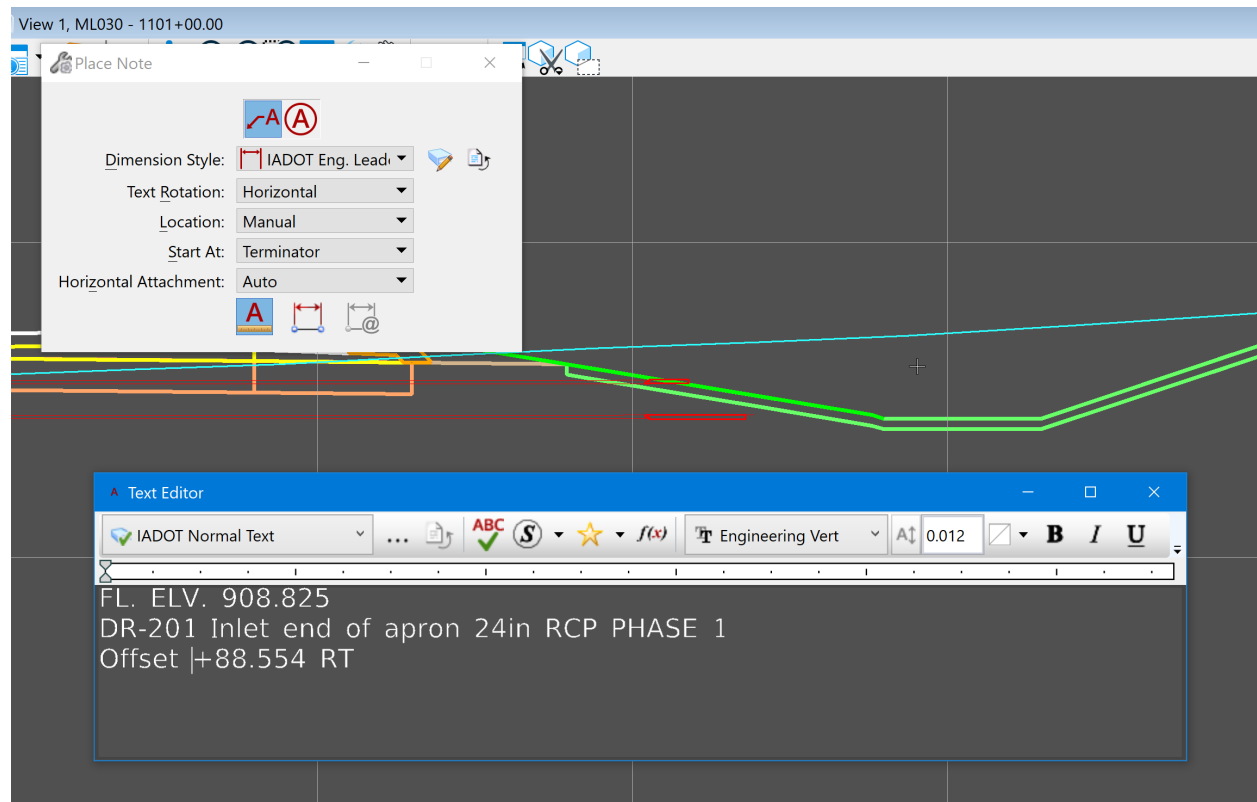 View 1, ML030 - 1101+00.00
Place Note
A A
Dimension Style: IADOT Eng. Lead
Text Rotation: Horizontal
Location: Manual
Start At: Terminator
Horizontal Attachment: Auto
A @
A Text Editor
IADOT Normal Text ... ABC S f(x) Tt Engineering Vert A 0.012 B I U
FL. ELV. 908.825
DR-201 Inlet end of apron 24in RCP PHASE 1
Offset +88.554 RT